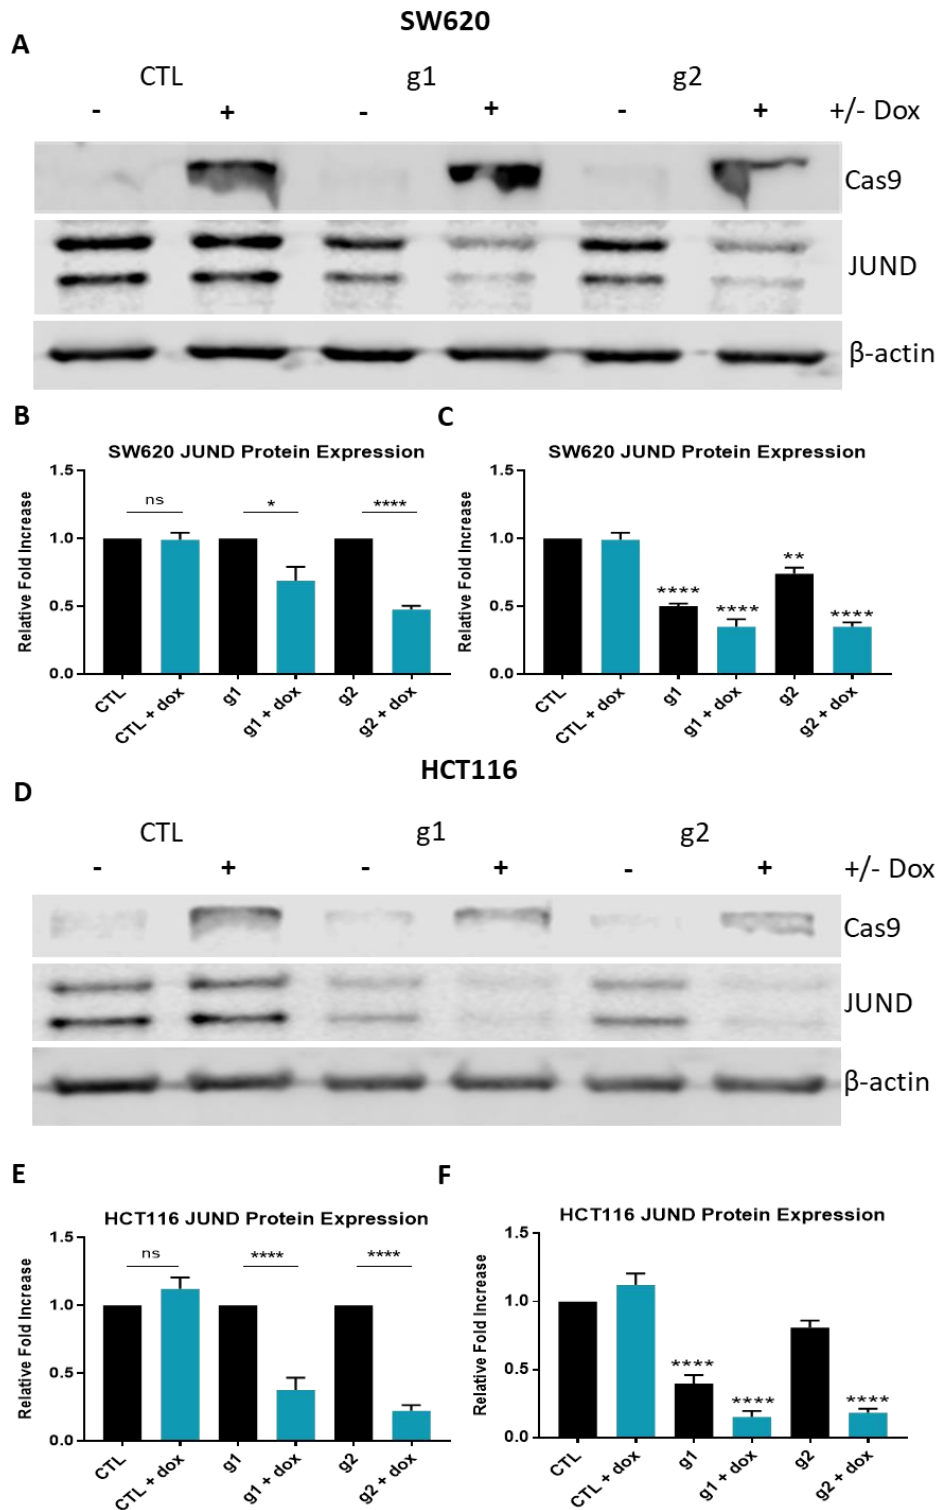 SW620
A
CTL g1 g2
- + - + - + +/- Dox
Cas9
JUND
β-actin
B
SW620 JUND Protein Expression
Relative Fold Increase
1.5
1.0
0.5
0.0
ns * ****
CTL
CTL + dox
g1
g1 + dox
g2
g2 + dox
C
SW620 JUND Protein Expression
Relative Fold Increase
1.5
1.0
0.5
0.0
**** **** ** ****
CTL
CTL + dox
g1
g1 + dox
g2
g2 + dox
HCT116
D
CTL g1 g2
- + - + - + +/- Dox
Cas9
JUND
β-actin
E
HCT116 JUND Protein Expression
Relative Fold Increase
1.5
1.0
0.5
0.0
ns **** ****
CTL
CTL + dox
g1
g1 + dox
g2
g2 + dox
F
HCT116 JUND Protein Expression
Relative Fold Increase
1.5
1.0
0.5
0.0
**** **** ****
CTL
CTL + dox
g1
g1 + dox
g2
g2 + dox